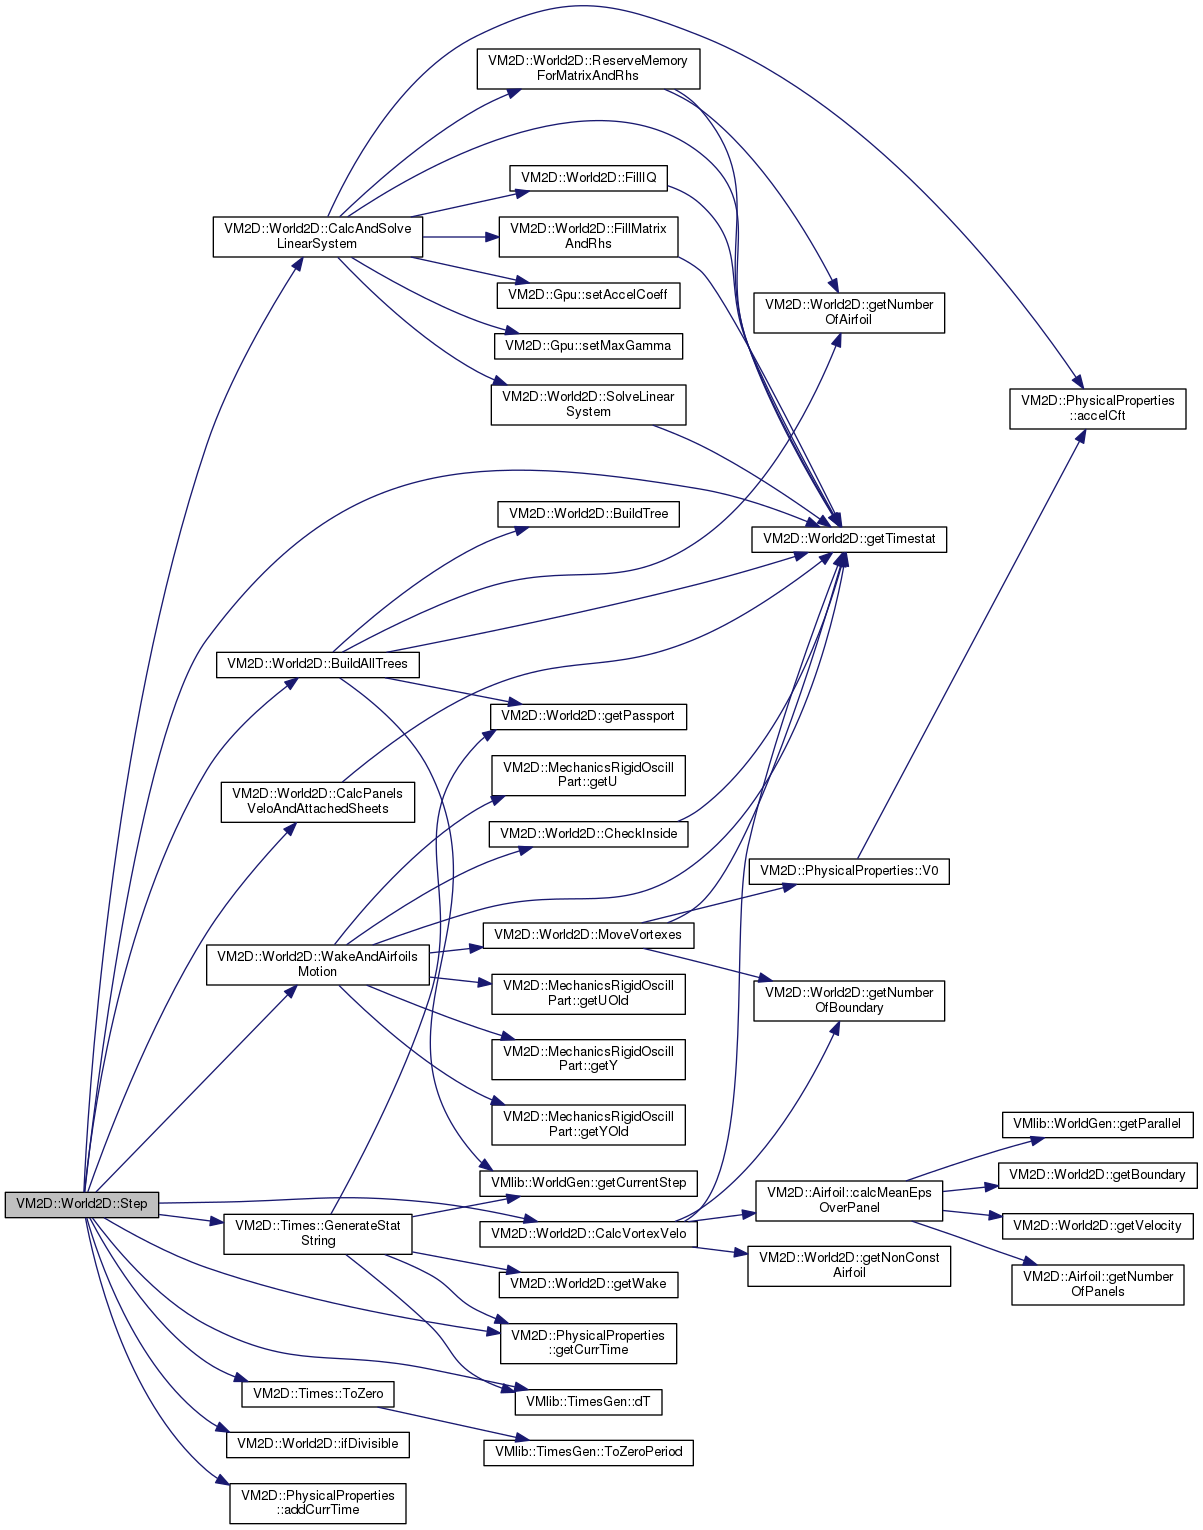 VM2D::World2D::ReserveMemory
ForMatrixAndRhs
VM2D::World2D::FillIQ
VM2D::World2D::CalcAndSolve
LinearSystem
VM2D::World2D::FillMatrix
AndRhs
VM2D::Gpu::setAccelCoeff
VM2D::World2D::getNumber
OfAirfoil
VM2D::Gpu::setMaxGamma
VM2D::World2D::SolveLinear
System
VM2D::PhysicalProperties
::accelCft
VM2D::World2D::BuildTree
VM2D::World2D::getTimestat
VM2D::World2D::BuildAllTrees
VM2D::World2D::getPassport
VM2D::MechanicsRigidOscill
Part::getU
VM2D::World2D::CalcPanels
VeloAndAttachedSheets
VM2D::World2D::CheckInside
VM2D::PhysicalProperties::V0
VM2D::World2D::MoveVortexes
VM2D::World2D::WakeAndAirfoils
Motion
VM2D::MechanicsRigidOscill
Part::getUOld
VM2D::World2D::getNumber
OfBoundary
VM2D::MechanicsRigidOscill
Part::getY
VM2D::MechanicsRigidOscill
Part::getYOld
VMlib::WorldGen::getParallel
VM2D::World2D::getBoundary
VMlib::WorldGen::getCurrentStep
VM2D::World2D::Step
VM2D::Airfoil::calcMeanEps
OverPanel
VM2D::World2D::getVelocity
VM2D::Times::GenerateStat
String
VM2D::World2D::CalcVortexVelo
VM2D::World2D::getNonConst
Airfoil
VM2D::Airfoil::getNumber
OfPanels
VM2D::World2D::getWake
VM2D::PhysicalProperties
::getCurrTime
VM2D::Times::ToZero
VMlib::TimesGen::dT
VM2D::World2D::ifDivisible
VMlib::TimesGen::ToZeroPeriod
VM2D::PhysicalProperties
::addCurrTime